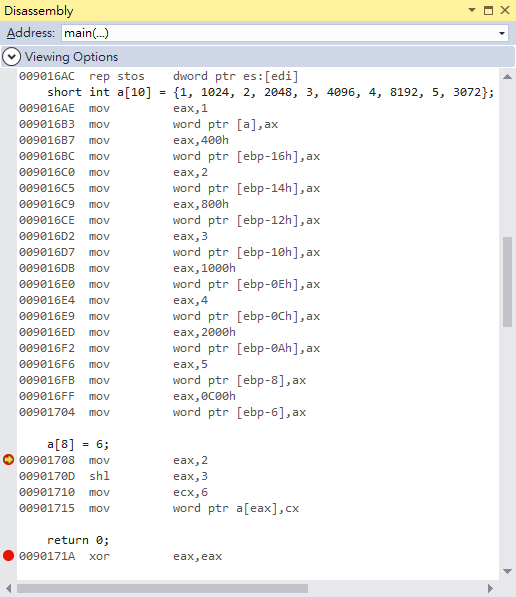 Disassembly
Address: main(...)
Viewing Options
009016AC rep stos dword ptr es:[edi]
short int a[10] = {1, 1024, 2, 2048, 3, 4096, 4, 8192, 5, 3072};
009016AE mov eax,1
009016B3 mov word ptr [a],ax
009016B7 mov eax,400h
009016BC mov word ptr [ebp-16h],ax
009016C0 mov eax,2
009016C5 mov word ptr [ebp-14h],ax
009016C9 mov eax,800h
009016CE mov word ptr [ebp-12h],ax
009016D2 mov eax,3
009016D7 mov word ptr [ebp-10h],ax
009016DB mov eax,1000h
009016E0 mov word ptr [ebp-0Eh],ax
009016E4 mov eax,4
009016E9 mov word ptr [ebp-0Ch],ax
009016ED mov eax,2000h
009016F2 mov word ptr [ebp-0Ah],ax
009016F6 mov eax,5
009016FB mov word ptr [ebp-8],ax
009016FF mov eax,0C00h
00901704 mov word ptr [ebp-6],ax
a[8] = 6;
00901708 mov eax,2
0090170D shl eax,3
00901710 mov ecx,6
00901715 mov word ptr a[eax],cx
return 0;
0090171A xor eax,eax